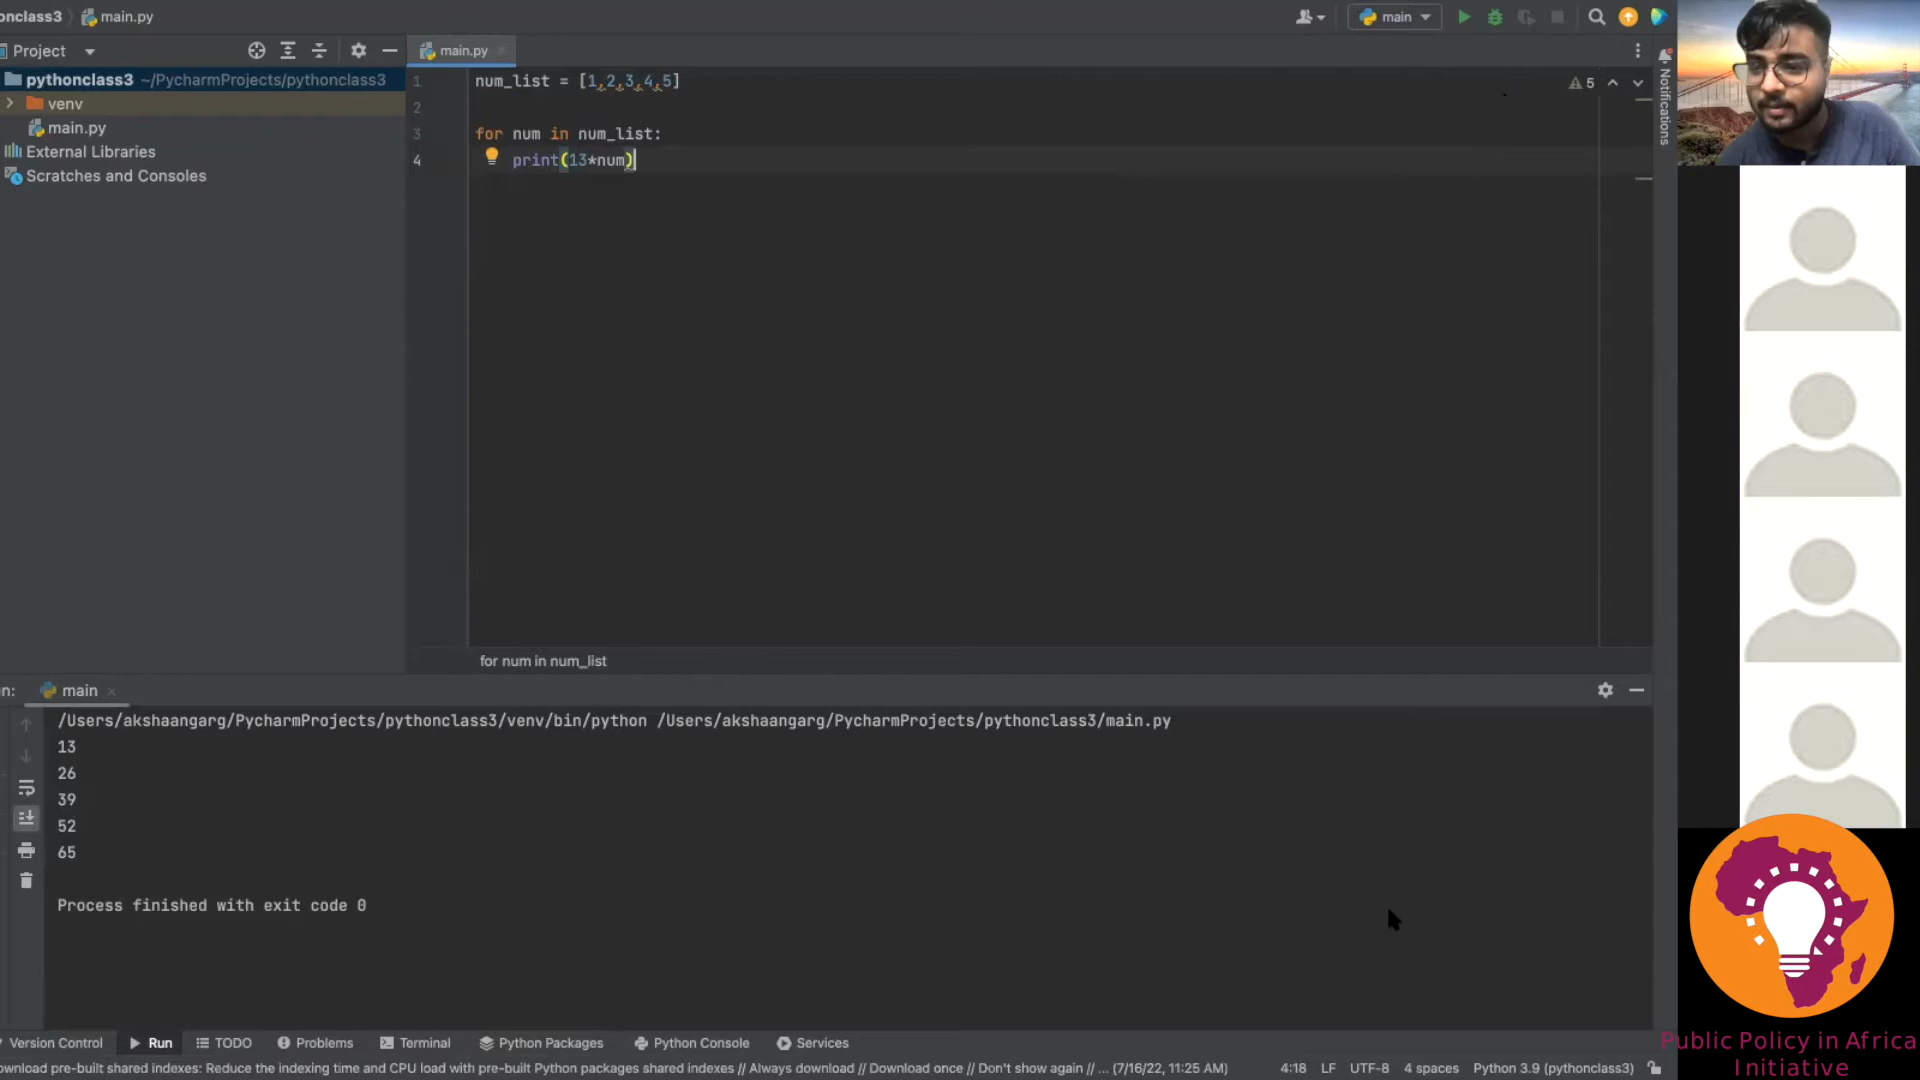 onclass3 main.py
main
Project
main.py
pythonclass3 ~/PycharmProjects/pythonclass3
venv
main.py
External Libraries
Scratches and Consoles
1 num_list = [1,2,3,4,5]
5
2
3 for num in num_list:
4 print(13*num)
Notifications
for num in num_list
n: main
/Users/akshaangarg/PycharmProjects/pythonclass3/venv/bin/python /Users/akshaangarg/PycharmProjects/pythonclass3/main.py
13
26
39
52
65
Process finished with exit code 0
Version Control Run TODO Problems Terminal Python Packages Python Console Services
ownload pre-built shared indexes: Reduce the indexing time and CPU load with pre-built Python packages shared indexes // Always download // Download once // Don't show again // ... (7/16/22, 11:25 AM) 4:18 LF UTF-8 4 spaces Python 3.9 (pythonclass3)
Public Policy in Africa
Initiative